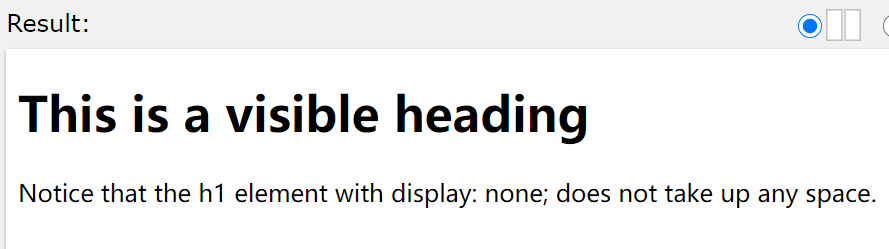 Result:
This is a visible heading
Notice that the h1 element with display: none; does not take up any space.